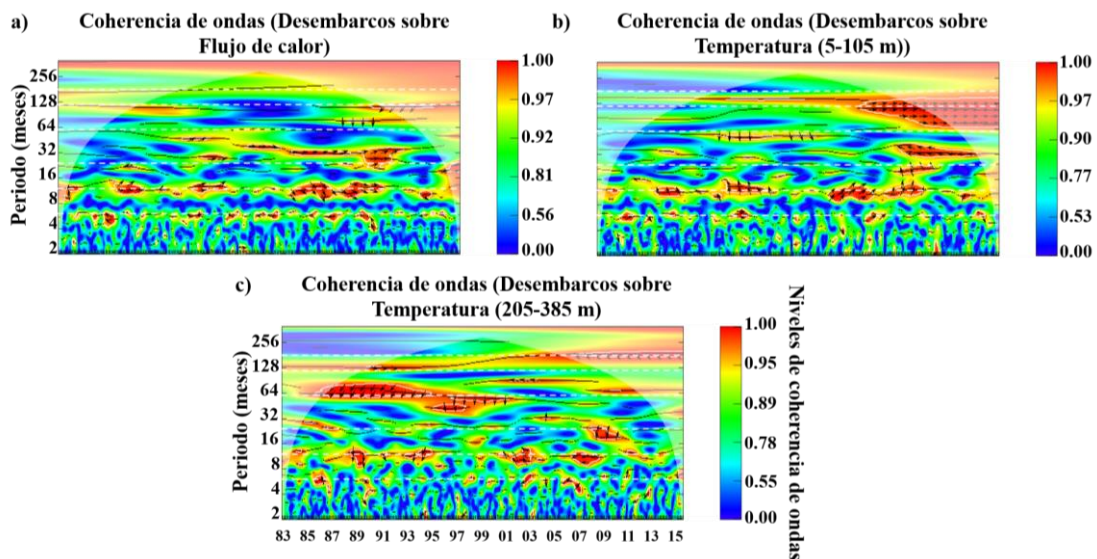 a)
Coherencia de ondas (Desembarcos sobre
Flujo de calor)
Periodo (meses)
256
128
64
32
16
8
4
2
1.00
0.97
0.92
0.81
0.56
0.00
b)
Coherencia de ondas (Desembarcos sobre
Temperatura (5-105 m))
1.00
0.97
0.90
0.77
0.53
0.00
c)
Coherencia de ondas (Desembarcos sobre
Temperatura (205-385 m)
Periodo (meses)
256
128
64
32
16
8
4
2
83 85 87 89 91 93 95 97 99 01 03 05 07 09 11 13 15
1.00
0.95
0.89
0.78
0.55
0.00
Niveles de coherencia de ondas